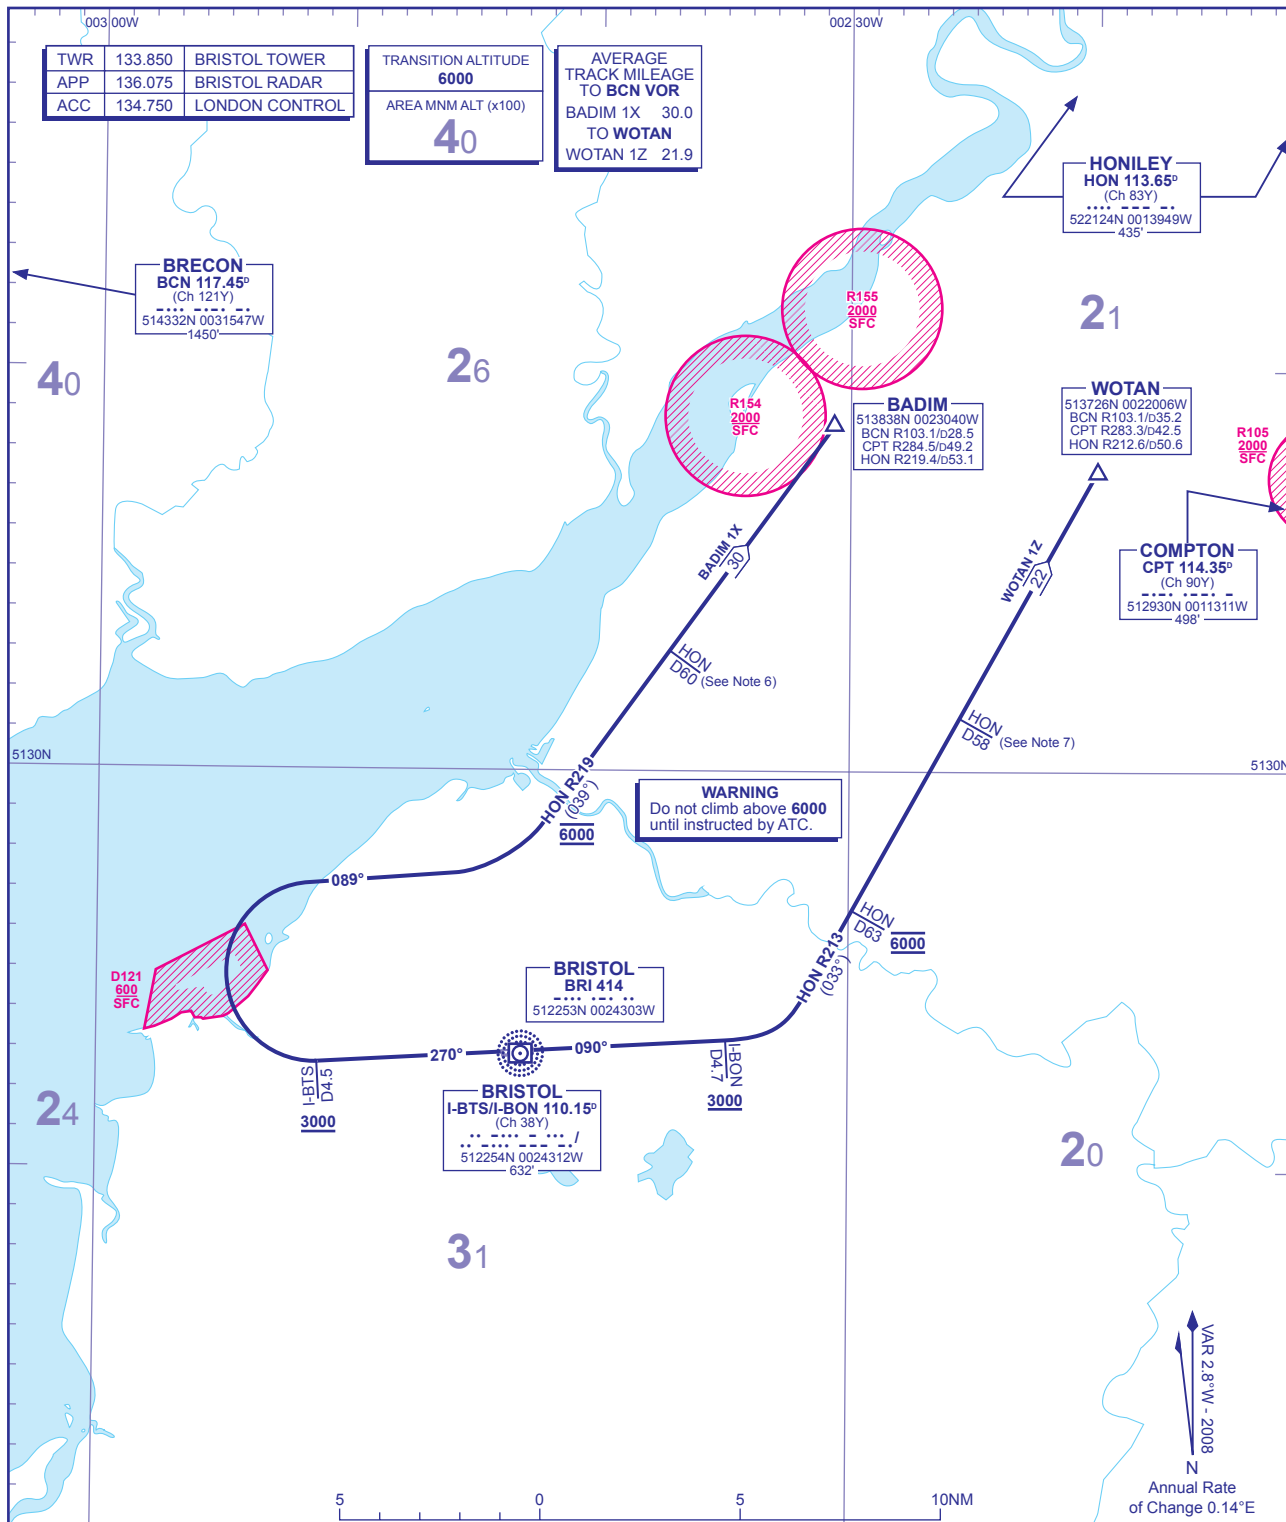 003 00W
002 30W
TWR 133.850 BRISTOL TOWER
APP 136.075 BRISTOL RADAR
ACC 134.750 LONDON CONTROL
TRANSITION ALTITUDE
6000
AREA MNM ALT (x100)
40
AVERAGE
TRACK MILEAGE
TO BCN VOR
BADIM 1X 30.0
TO WOTAN
WOTAN 1Z 21.9
HONILEY
HON 113.65D
(Ch 83Y)
522124N 0013949W
435'
BRECON
BCN 117.45D
(Ch 121Y)
514332N 0031547W
1450'
R155
2000
SFC
21
40
26
R154
2000
SFC
BADIM
513838N 0023040W
BCN R103.1/D28.5
CPT R284.5/D49.2
HON R219.4/D53.1
WOTAN
513726N 0022006W
BCN R103.1/D35.2
CPT R283.3/D42.5
HON R212.6/D50.6
R105
2000
SFC
COMPTON
CPT 114.35D
(Ch 90Y)
512930N 0011311W
498'
BADIM 1X
30
WOTAN 1Z
22
HON
D60 (See Note 6)
HON
D58 (See Note 7)
5130N
5130N
HON R219
(039°)
6000
WARNING
Do not climb above 6000
until instructed by ATC.
089°
HON
D63
6000
HON R213
(033°)
D121
600
SFC
BRISTOL
BRI 414
512253N 0024303W
270°
090°
I-BTS
D4.5
3000
I-BON
D4.7
3000
BRISTOL
I-BTS/I-BON 110.15D
(Ch 38Y)
512254N 0024312W
632'
24
20
31
VAR 2.8°W - 2008
N
Annual Rate
of Change 0.14°E
5 0 5 10NM